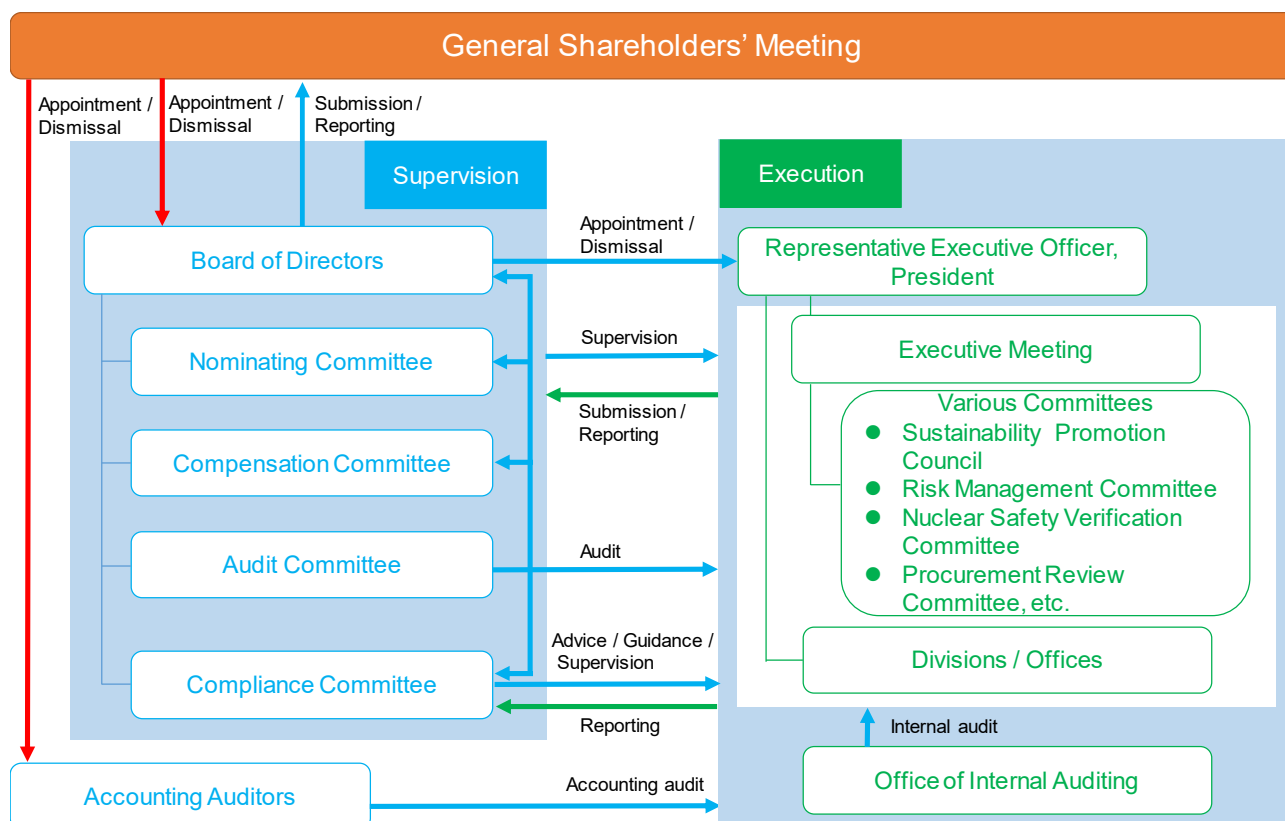 General Shareholders' Meeting
Appointment /
Dismissal
Appointment /
Dismissal
Submission /
Reporting
Supervision
Execution
Board of Directors
Appointment /
Dismissal
Representative Executive Officer,
President
Nominating Committee
Supervision
Executive Meeting
Submission /
Reporting
Various Committees
● Sustainability Promotion
Council
● Risk Management Committee
● Nuclear Safety Verification
Committee
● Procurement Review
Committee, etc.
Compensation Committee
Audit Committee
Audit
Advice / Guidance /
Supervision
Divisions / Offices
Compliance Committee
Reporting
Internal audit
Accounting Auditors
Accounting audit
Office of Internal Auditing